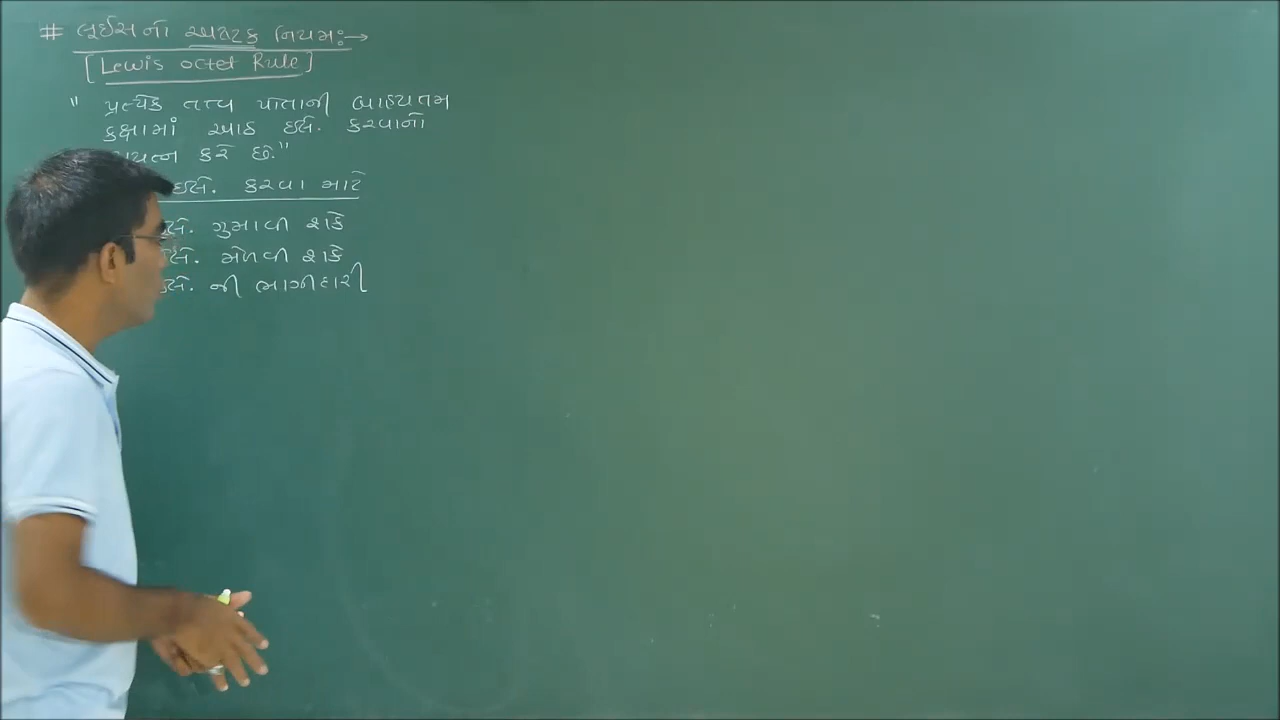 # લૂઈસનો અષ્ટક નિયમ:→
[Lewis octet Rule]
" પ્રત્યેક તત્ત્વ પોતાની બાહ્યતમ
કક્ષામાં આઠ ઈલે. કરવાનો
કરે છે."
ઈલે. કરવા માટે
ઈલે. ગુમાવી શકે
ઈલે. મેળવી શકે
ઈલે. ની ભાગીદારી